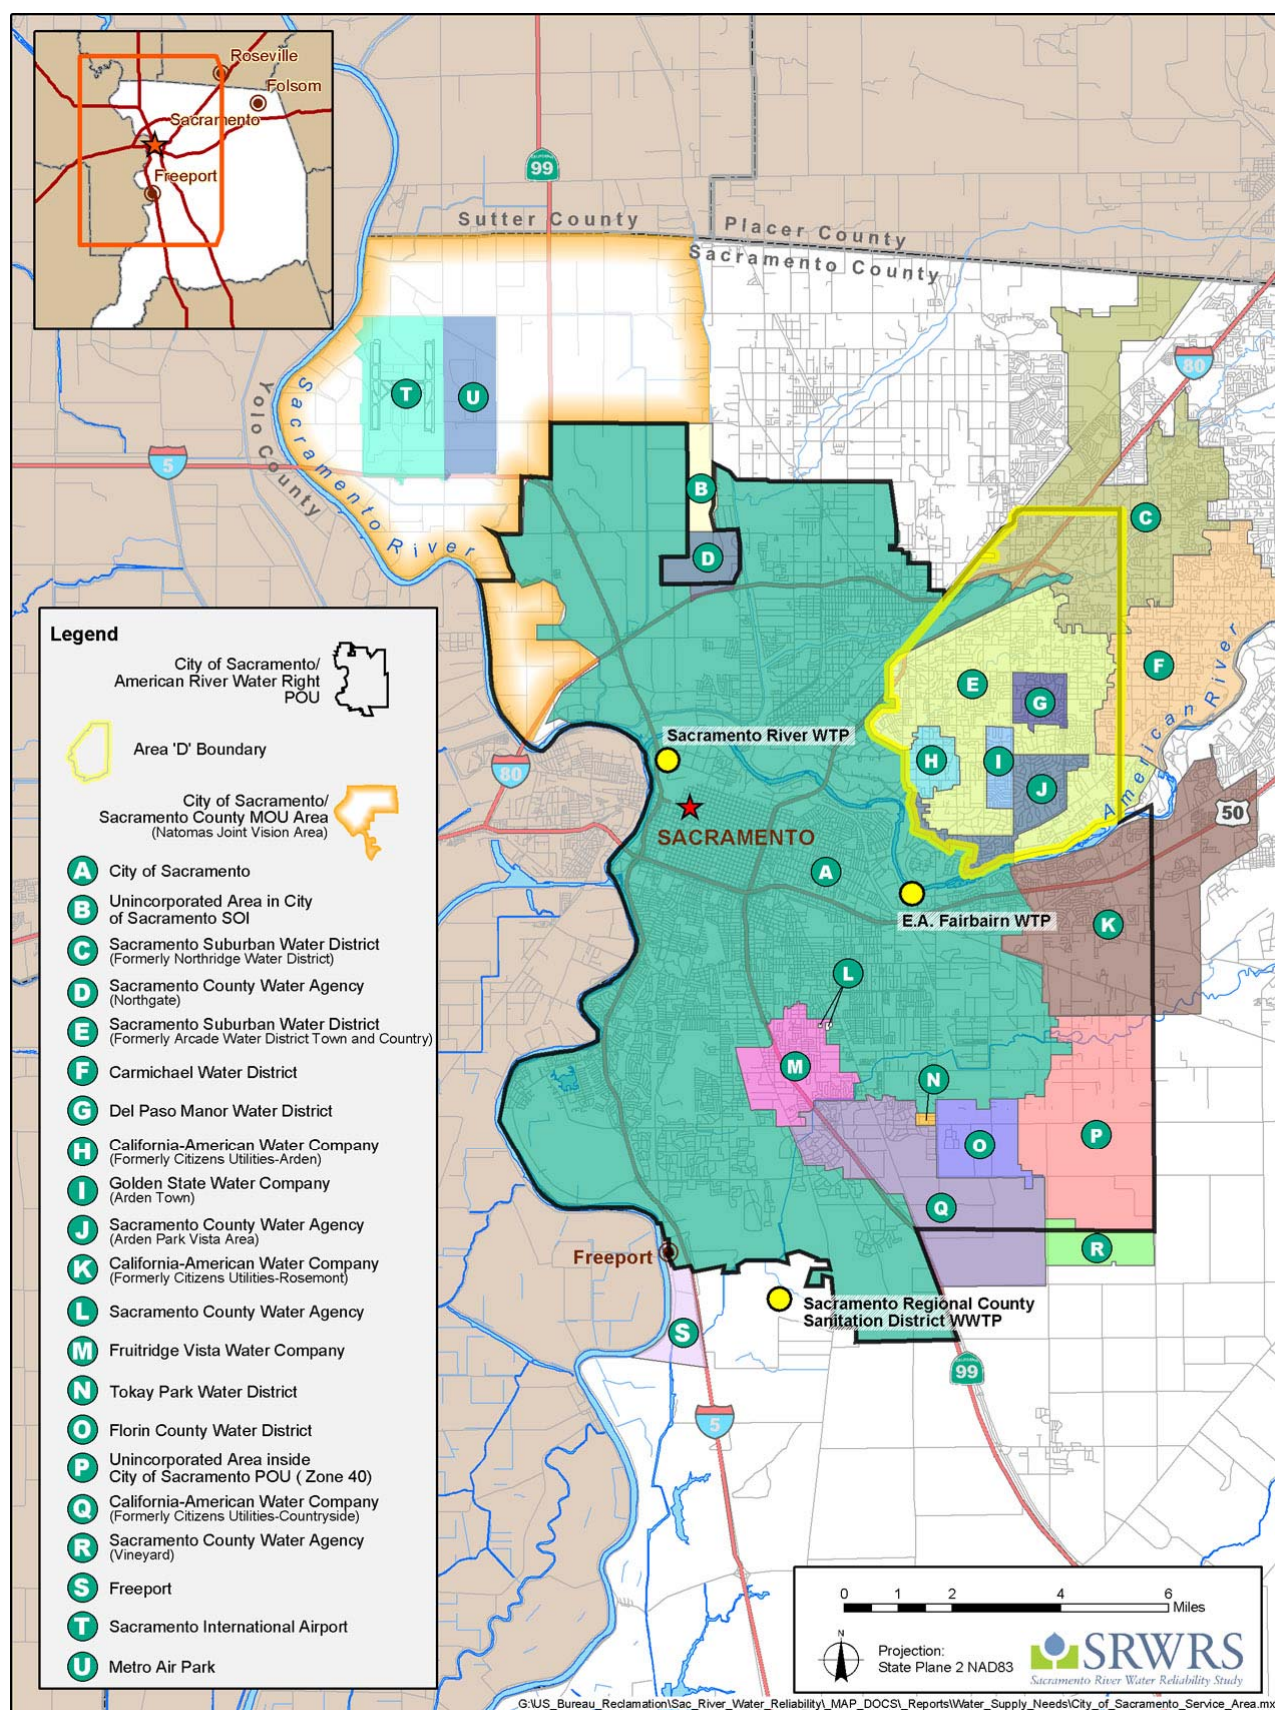 Roseville
Folsom
Sacramento
Freeport
CALIFORNIA
99
Sutter County
Placer County
Sacramento County
80
T
U
Yolo County
Sacramento River
5
B
C
D
Legend
City of Sacramento/
American River Water Right
POU
Area 'D' Boundary
City of Sacramento/
Sacramento County MOU Area
(Natomas Joint Vision Area)
A City of Sacramento
B Unincorporated Area in City
of Sacramento SOI
C Sacramento Suburban Water District
(Formerly Northridge Water District)
D Sacramento County Water Agency
(Northgate)
E Sacramento Suburban Water District
(Formerly Arcade Water District Town and Country)
F Carmichael Water District
G Del Paso Manor Water District
H California-American Water Company
(Formerly Citizens Utilities-Arden)
I Golden State Water Company
(Arden Town)
J Sacramento County Water Agency
(Arden Park Vista Area)
K California-American Water Company
(Formerly Citizens Utilities-Rosemont)
L Sacramento County Water Agency
M Fruitridge Vista Water Company
N Tokay Park Water District
O Florin County Water District
P Unincorporated Area inside
City of Sacramento POU ( Zone 40)
Q California-American Water Company
(Formerly Citizens Utilities-Countryside)
R Sacramento County Water Agency
(Vineyard)
S Freeport
T Sacramento International Airport
U Metro Air Park
E
F
G
American River
Sacramento River WTP
H
I
J
80
SACRAMENTO
50
A
E.A. Fairbairn WTP
K
L
M
N
O
P
Q
R
Freeport
Sacramento Regional County
Sanitation District WWTP
S
CALIFORNIA
99
5
0 1 2 4 6
Miles
N
Projection:
State Plane 2 NAD83
SRWRS
Sacramento River Water Reliability Study
G:\US_Bureau_Reclamation\Sac_River_Water_Reliability\_MAP_DOCS\_Reports\Water_Supply_Needs\City_of_Sacramento_Service_Area.mx